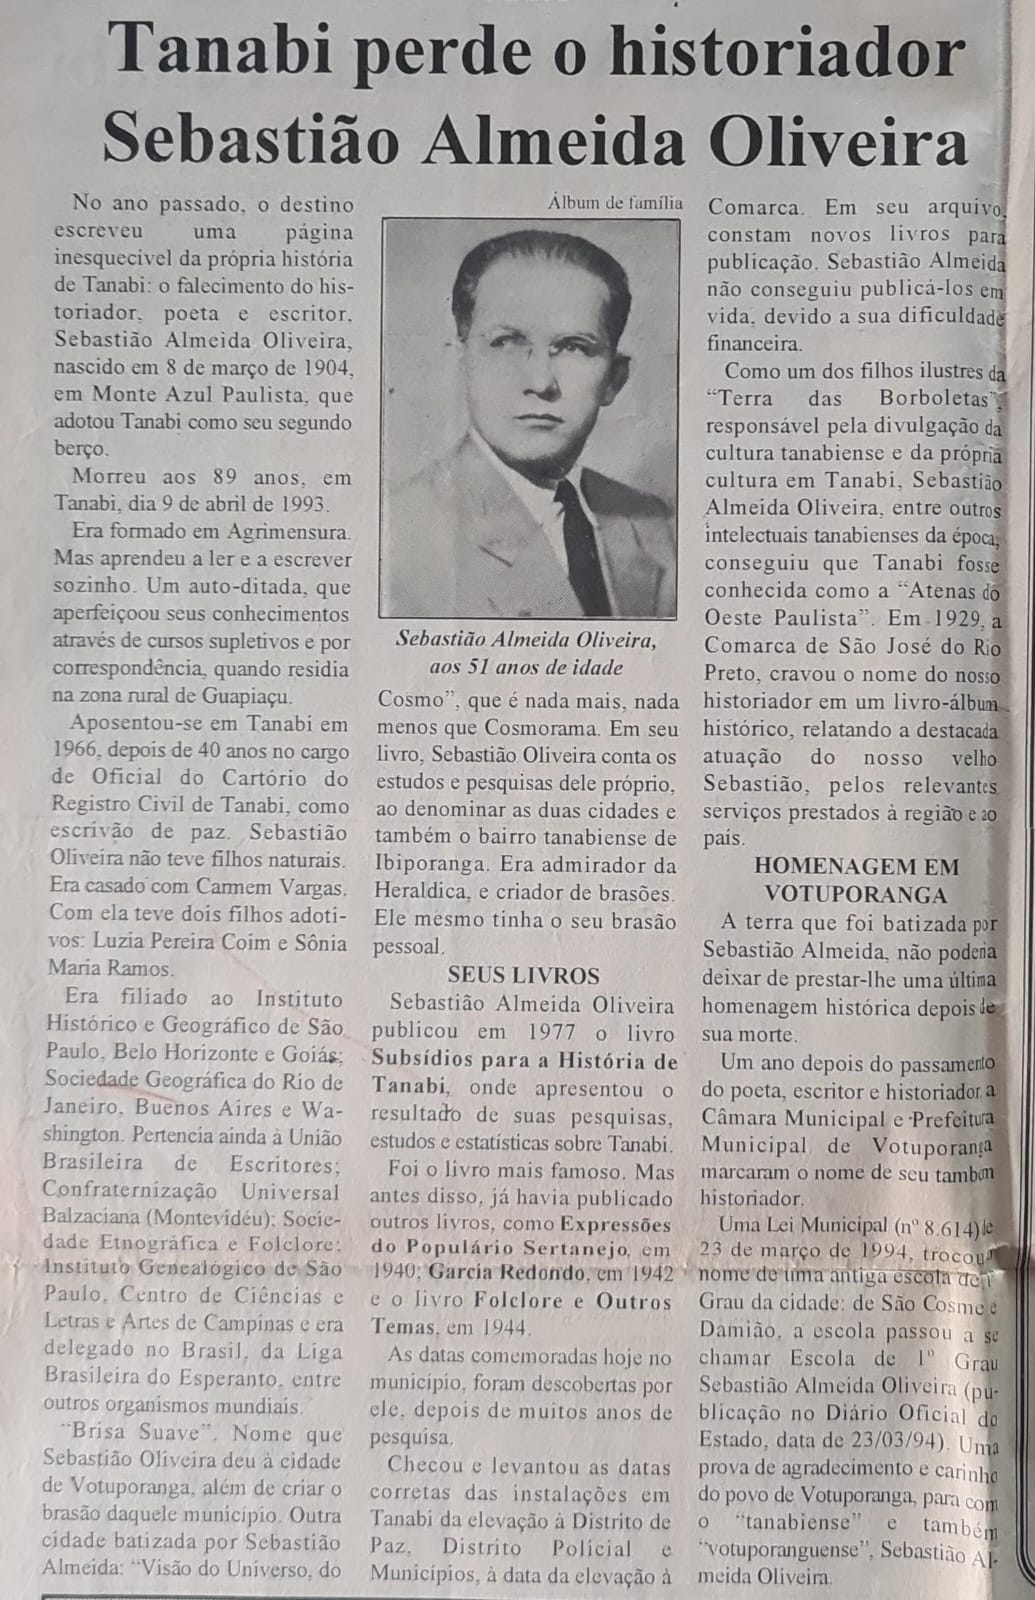 Tanabi perde o historiador
Sebastião Almeida Oliveira
No ano passado, o destino
escreveu uma página
inesquecível da própria história
de Tanabi: o falecimento do his-
toriador, poeta e escritor,
Sebastião Almeida Oliveira,
nascido em 8 de março de 1904,
em Monte Azul Paulista, que
adotou Tanabi como seu segundo
berço.
Morreu aos 89 anos, em
Tanabi, dia 9 de abril de 1993.
Era formado em Agrimensura.
Mas aprendeu a ler e a escrever
sozinho. Um auto-ditada, que
aperfeiçoou seus conhecimentos
através de cursos supletivos e por
correspondência, quando residia
na zona rural de Guapiaçu.
Aposentou-se em Tanabi em
1966, depois de 40 anos no cargo
de Oficial do Cartório do
Registro Civil de Tanabi, como
escrivão de paz. Sebastião
Oliveira não teve filhos naturais.
Era casado com Carmem Vargas.
Com ela teve dois filhos adoti-
vos: Luzia Pereira Coim e Sônia
Maria Ramos.
Era filiado ao Instituto
Histórico e Geográfico de São
Paulo, Belo Horizonte e Goiás;
Sociedade Geográfica do Rio de
Janeiro, Buenos Aires e Wa-
shington. Pertencia ainda à União
Brasileira de Escritores;
Confraternização Universal
Balzaciana (Montevidéu); Socie-
dade Etnográfica e Folclore;
Instituto Genealógico de São
Paulo, Centro de Ciências e
Letras e Artes de Campinas e era
delegado no Brasil, da Liga
Brasileira do Esperanto, entre
outros organismos mundiais.
"Brisa Suave". Nome que
Sebastião Oliveira deu à cidade
de Votuporanga, além de criar o
brasão daquele município. Outra
cidade batizada por Sebastião
Almeida: "Visão do Universo, do
Álbum de família
Sebastião Almeida Oliveira,
aos 51 anos de idade
Cosmo", que é nada mais, nada
menos que Cosmorama. Em seu
livro, Sebastião Oliveira conta os
estudos e pesquisas dele próprio,
ao denominar as duas cidades e
também o bairro tanabiense de
Ibiporanga. Era admirador da
Heraldica, e criador de brasões.
Ele mesmo tinha o seu brasão
pessoal.
SEUS LIVROS
Sebastião Almeida Oliveira
publicou em 1977 o livro
Subsídios para a História de
Tanabi, onde apresentou o
resultado de suas pesquisas,
estudos e estatísticas sobre Tanabi.
Foi o livro mais famoso. Mas
antes disso, já havia publicado
outros livros, como Expressões
do Populário Sertanejo, em
1940; Garcia Redondo, em 1942
e o livro Folclore e Outros
Temas, em 1944.
As datas comemoradas hoje no
município, foram descobertas por
ele, depois de muitos anos de
pesquisa.
Checou e levantou as datas
corretas das instalações em
Tanabi da elevação à Distrito de
Paz, Distrito Policial e
Municípios, à data da elevação à
Comarca. Em seu arquivo,
constam novos livros para
publicação. Sebastião Almeida
não conseguiu publicá-los em
vida, devido a sua dificuldade
financeira.
Como um dos filhos ilustres da
"Terra das Borboletas",
responsável pela divulgação da
cultura tanabiense e da própria
cultura em Tanabi, Sebastião
Almeida Oliveira, entre outros
intelectuais tanabienses da época,
conseguiu que Tanabi fosse
conhecida como a "Atenas do
Oeste Paulista". Em 1929, a
Comarca de São José do Rio
Preto, cravou o nome do nosso
historiador em um livro-álbum
histórico, relatando a destacada
atuação do nosso velho
Sebastião, pelos relevantes
serviços prestados à região e ao
país.
HOMENAGEM EM
VOTUPORANGA
A terra que foi batizada por
Sebastião Almeida, não poderia
deixar de prestar-lhe uma última
homenagem histórica depois de
sua morte.
Um ano depois do passamento
do poeta, escritor e historiador, a
Câmara Municipal e Prefeitura
Municipal de Votuporanga
marcaram o nome de seu também
historiador.
Uma Lei Municipal (nº 8.614) de
23 de março de 1994, trocou
nome de uma antiga escola de 1º
Grau da cidade: de São Cosme e
Damião, a escola passou a se
chamar Escola de 1º Grau
Sebastião Almeida Oliveira (pu-
blicação no Diário Oficial do
Estado, data de 23/03/94). Uma
prova de agradecimento e carinho
do povo de Votuporanga, para com
o "tanabiense" e também
"votuporanguense", Sebastião Al-
meida Oliveira.